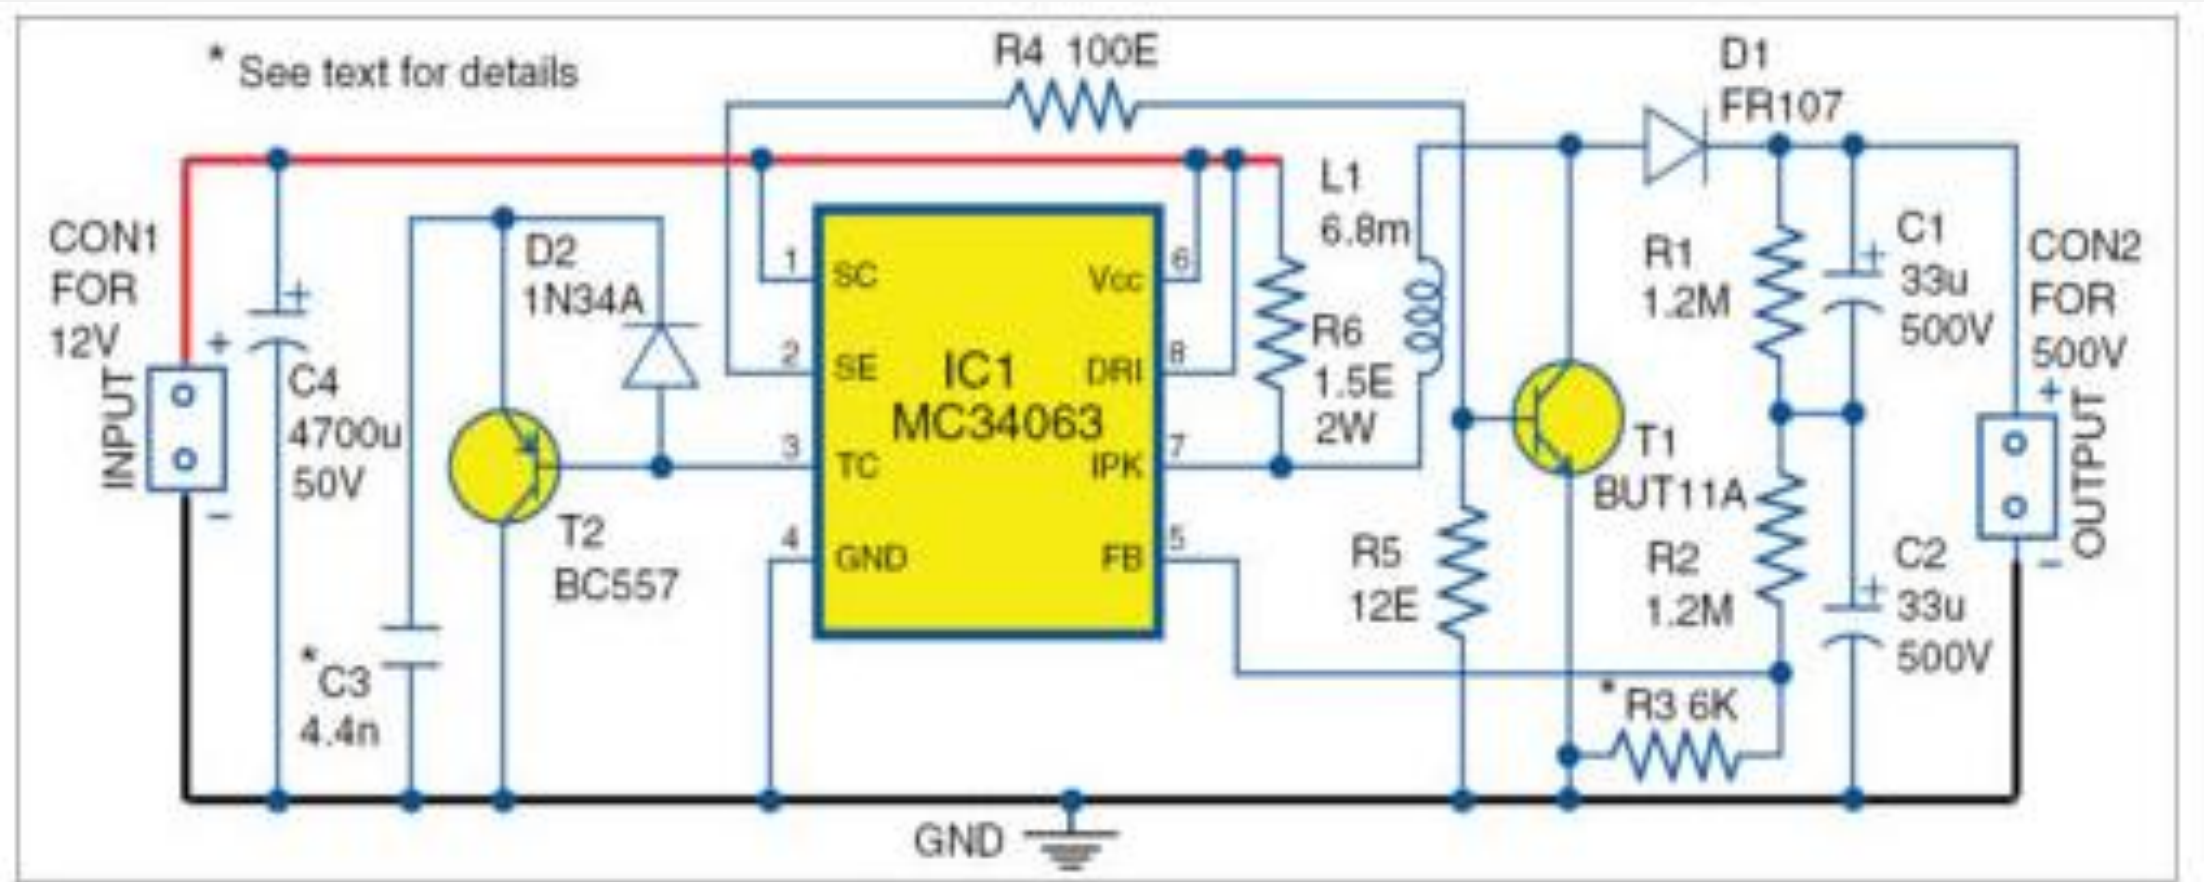 * See text for details
R4 100E
D1
FR107
CON1
FOR
12V
+
INPUT
–
+
C4
4700u
50V
D2
1N34A
T2
BC557
*C3
4.4n
1
SC
2
SE
3
TC
4
GND
IC1
MC34063
6
Vcc
8
DRI
7
IPK
5
FB
L1
6.8m
R6
1.5E
2W
R5
12E
T1
BUT11A
R1
1.2M
R2
1.2M
*R3 6K
+
C1
33u
500V
+
C2
33u
500V
CON2
FOR
500V
+
OUTPUT
–
GND